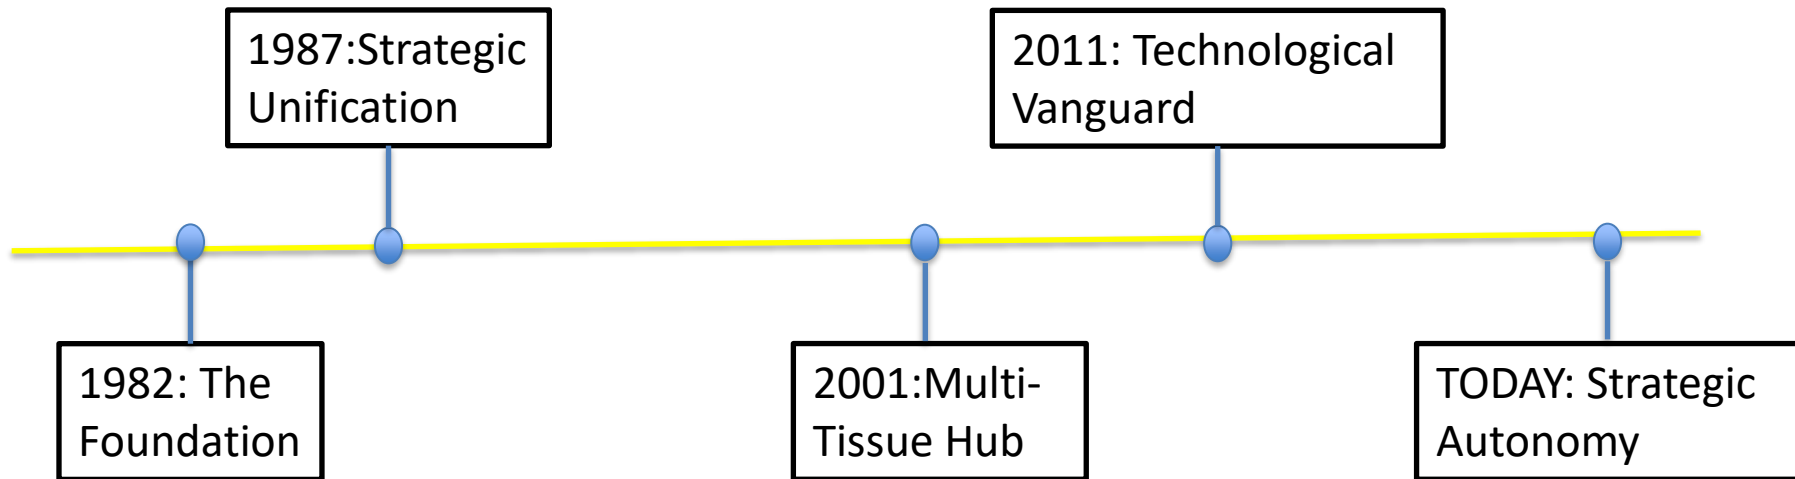 1987:Strategic
Unification
2011: Technological
Vanguard
1982: The
Foundation
2001:Multi-
Tissue Hub
TODAY: Strategic
Autonomy